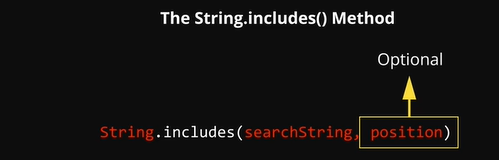 The String.includes() Method
Optional
String.includes(searchString, position)